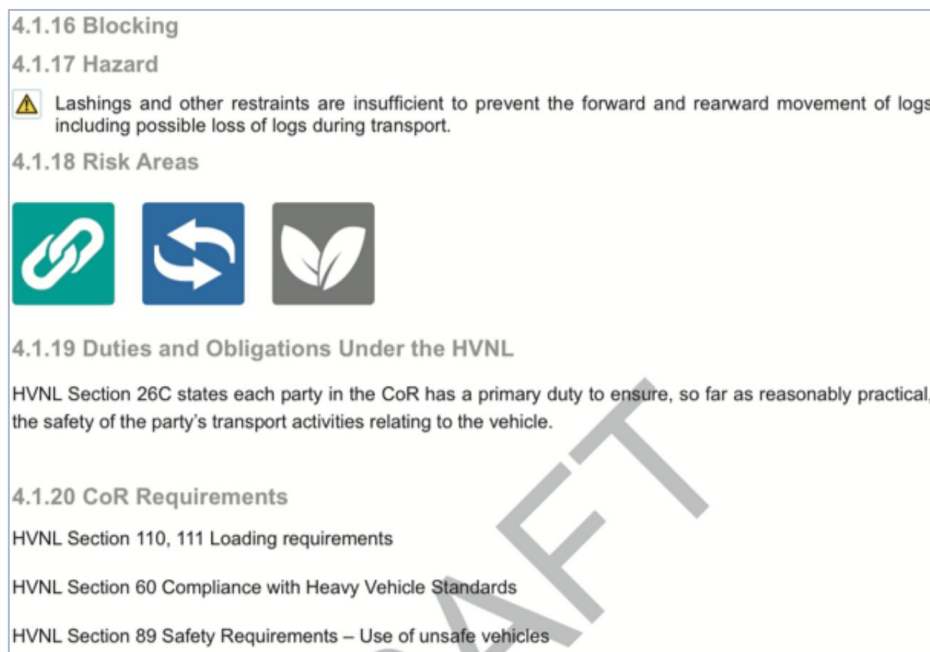 4.1.16 Blocking
4.1.17 Hazard
Lashings and other restraints are insufficient to prevent the forward and rearward movement of logs
including possible loss of logs during transport.
4.1.18 Risk Areas
4.1.19 Duties and Obligations Under the HVNL
HVNL Section 26C states each party in the CoR has a primary duty to ensure, so far as reasonably practical,
the safety of the party's transport activities relating to the vehicle.
4.1.20 CoR Requirements
HVNL Section 110, 111 Loading requirements
HVNL Section 60 Compliance with Heavy Vehicle Standards
HVNL Section 89 Safety Requirements – Use of unsafe vehicles